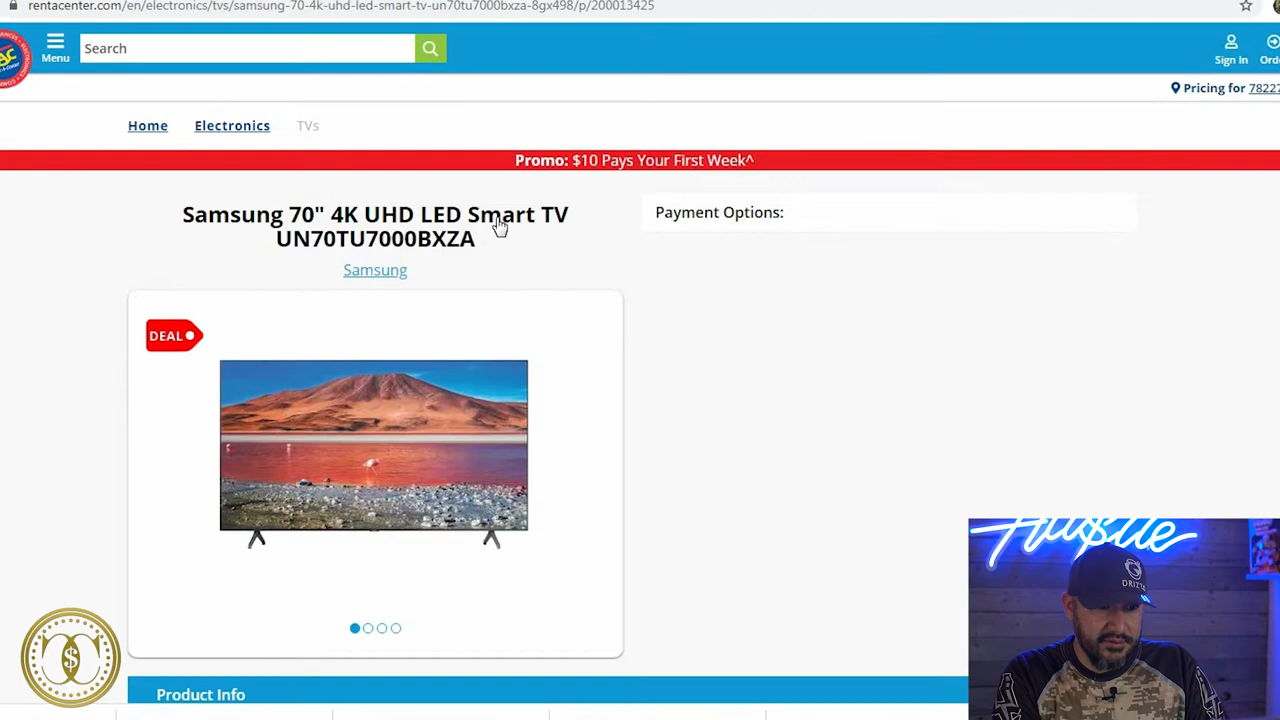 rentacenter.com/en/electronics/tvs/samsung-70-4k-uhd-led-smart-tv-un70tu7000bxza-8gx498/p/200013425
Menu
Search
Sign In
Pricing for 78227
Home Electronics TVs
Promo: $10 Pays Your First Week^
Samsung 70" 4K UHD LED Smart TV
UN70TU7000BXZA
Samsung
Payment Options:
DEAL
Product Info
Hustle